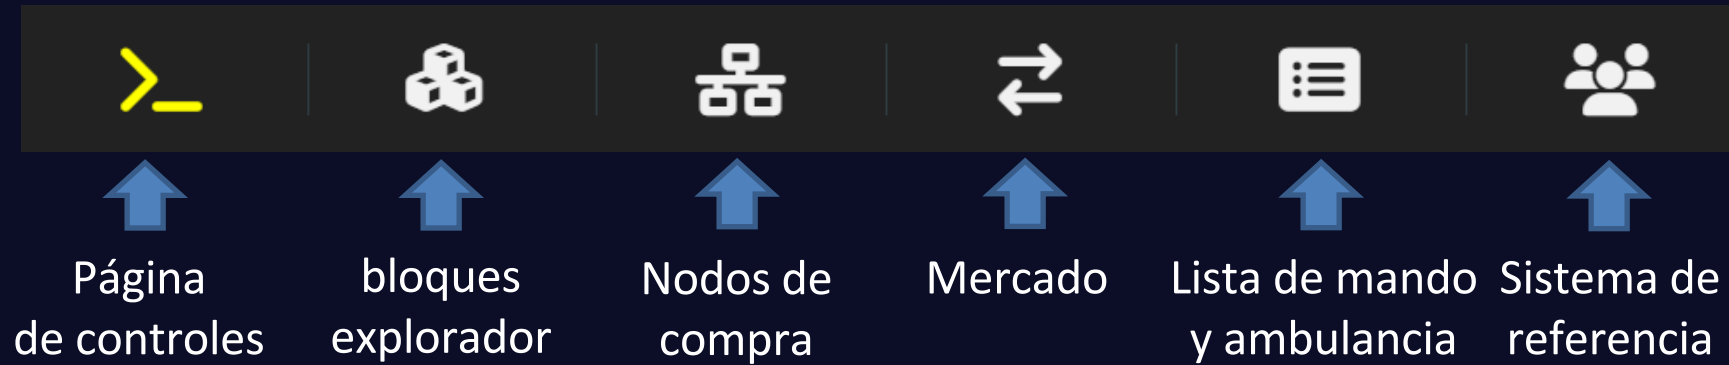 Página
de controles
bloques
explorador
Nodos de
compra
Mercado
Lista de mando
y ambulancia
Sistema de
referencia